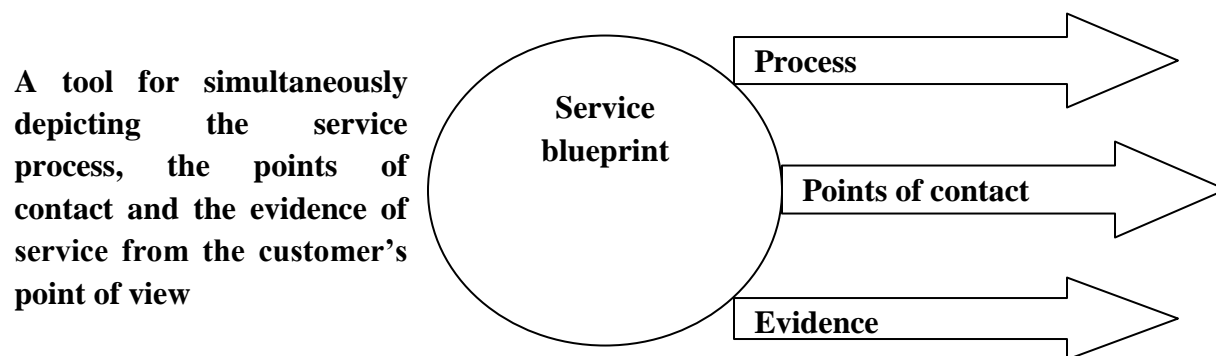 A tool for simultaneously
depicting the service
process, the points of
contact and the evidence of
service from the customer’s
point of view
Service
blueprint
Process
Points of contact
Evidence